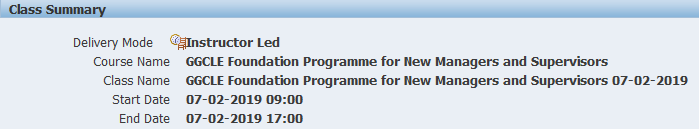 Class Summary
Delivery Mode Instructor Led
Course Name GGCLE Foundation Programme for New Managers and Supervisors
Class Name GGCLE Foundation Programme for New Managers and Supervisors 07-02-2019
Start Date 07-02-2019 09:00
End Date 07-02-2019 17:00